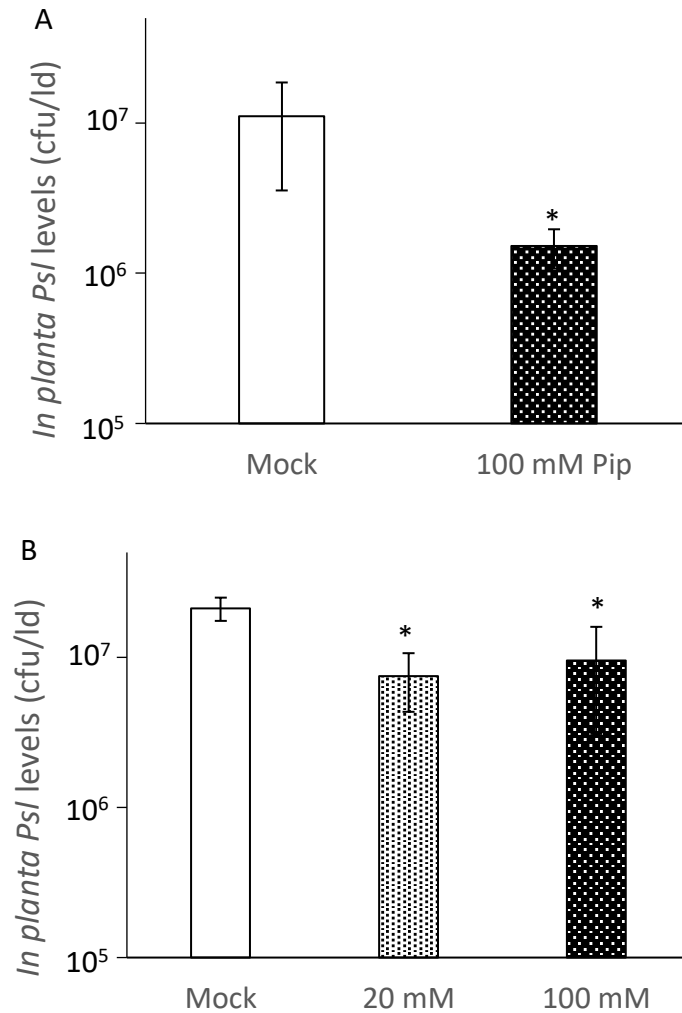 A
In planta Psl levels (cfu/ld)
10⁷
10⁶
10⁵
*
Mock 100 mM Pip
B
In planta Psl levels (cfu/ld)
10⁷
10⁶
10⁵
* *
Mock 20 mM 100 mM